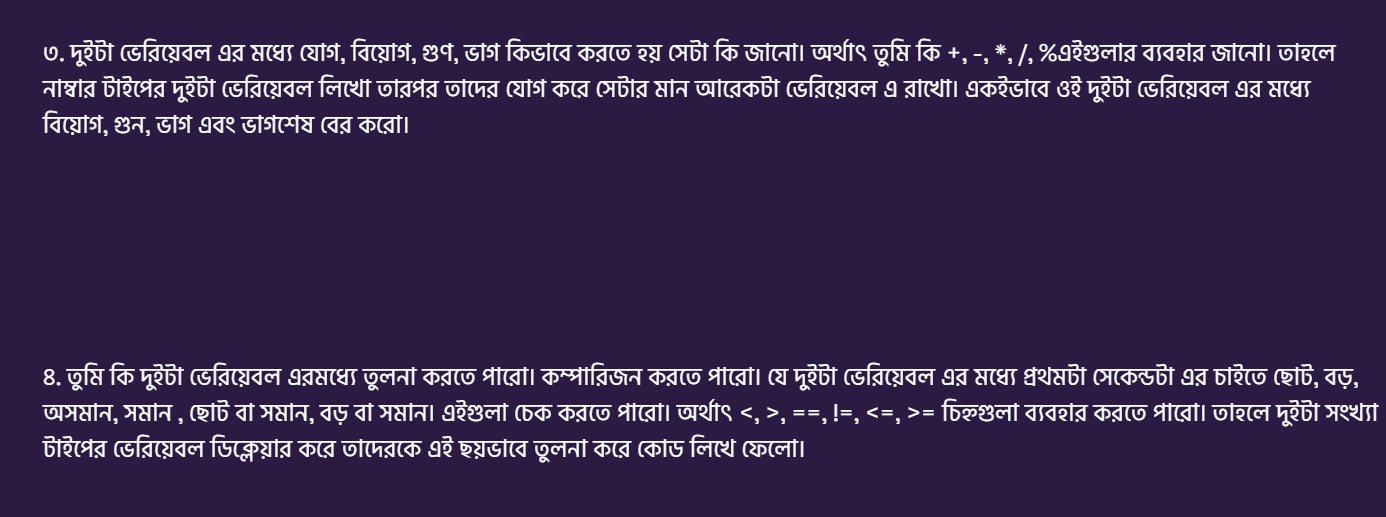 ৩. দুইটা ভেরিয়েবল এর মধ্যে যোগ, বিয়োগ, গুণ, ভাগ কিভাবে করতে হয় সেটা কি জানো। অর্থাৎ তুমি কি +, -, *, /, %এইগুলার ব্যবহার জানো। তাহলে
নাম্বার টাইপের দুইটা ভেরিয়েবল লিখো তারপর তাদের যোগ করে সেটার মান আরেকটা ভেরিয়েবল এ রাখো। একইভাবে ওই দুইটা ভেরিয়েবল এর মধ্যে
বিয়োগ, গুন, ভাগ এবং ভাগশেষ বের করো।
৪. তুমি কি দুইটা ভেরিয়েবল এরমধ্যে তুলনা করতে পারো। কম্পারিজন করতে পারো। যে দুইটা ভেরিয়েবল এর মধ্যে প্রথমটা সেকেন্ডটা এর চাইতে ছোট, বড়,
অসমান, সমান , ছোট বা সমান, বড় বা সমান। এইগুলা চেক করতে পারো। অর্থাৎ <, >, ==, !=, <=, >= চিহ্নগুলা ব্যবহার করতে পারো। তাহলে দুইটা সংখ্যা
টাইপের ভেরিয়েবল ডিক্লেয়ার করে তাদেরকে এই ছয়ভাবে তুলনা করে কোড লিখে ফেলো।